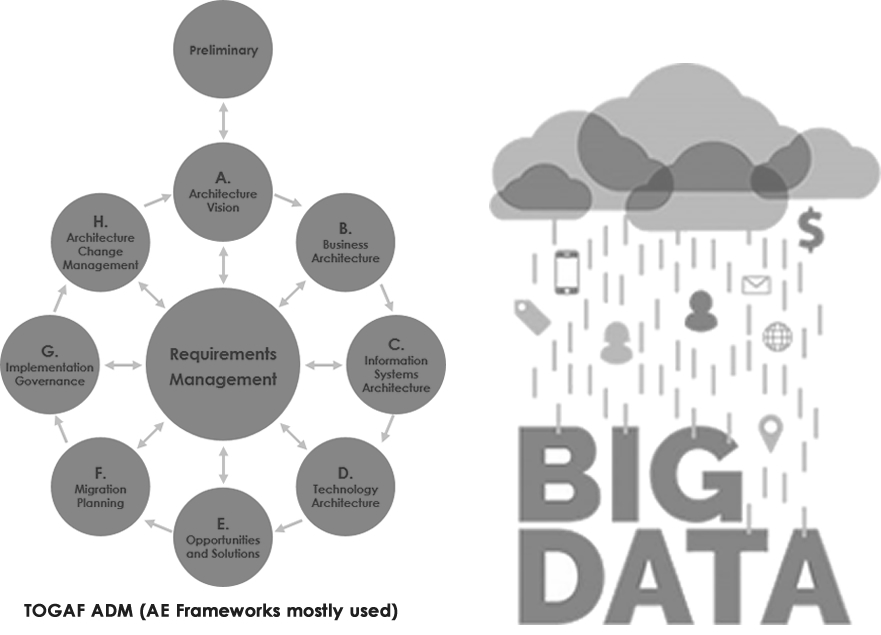 Preliminary
A.
Architecture
Vision
B.
Business
Architecture
C.
Information
Systems
Architecture
D.
Technology
Architecture
E.
Opportunities
and Solutions
F.
Migration
Planning
G.
Implementation
Governance
H.
Architecture
Change
Management
Requirements
Management
TOGAF ADM (AE Frameworks mostly used)
$
BIG
DATA